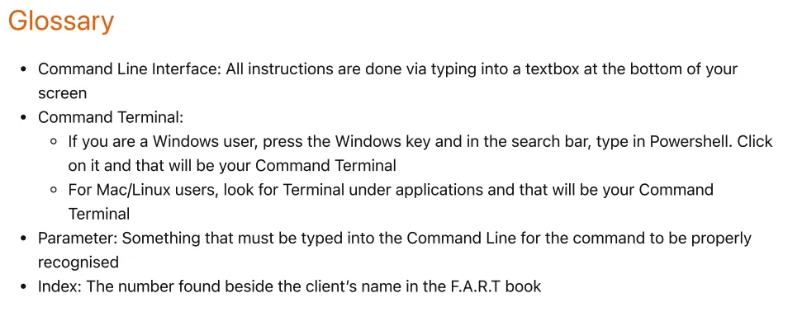 Glossary
• Command Line Interface: All instructions are done via typing into a textbox at the bottom of your
screen
• Command Terminal:
◦ If you are a Windows user, press the Windows key and in the search bar, type in Powershell. Click
on it and that will be your Command Terminal
◦ For Mac/Linux users, look for Terminal under applications and that will be your Command
Terminal
• Parameter: Something that must be typed into the Command Line for the command to be properly
recognised
• Index: The number found beside the client's name in the F.A.R.T book